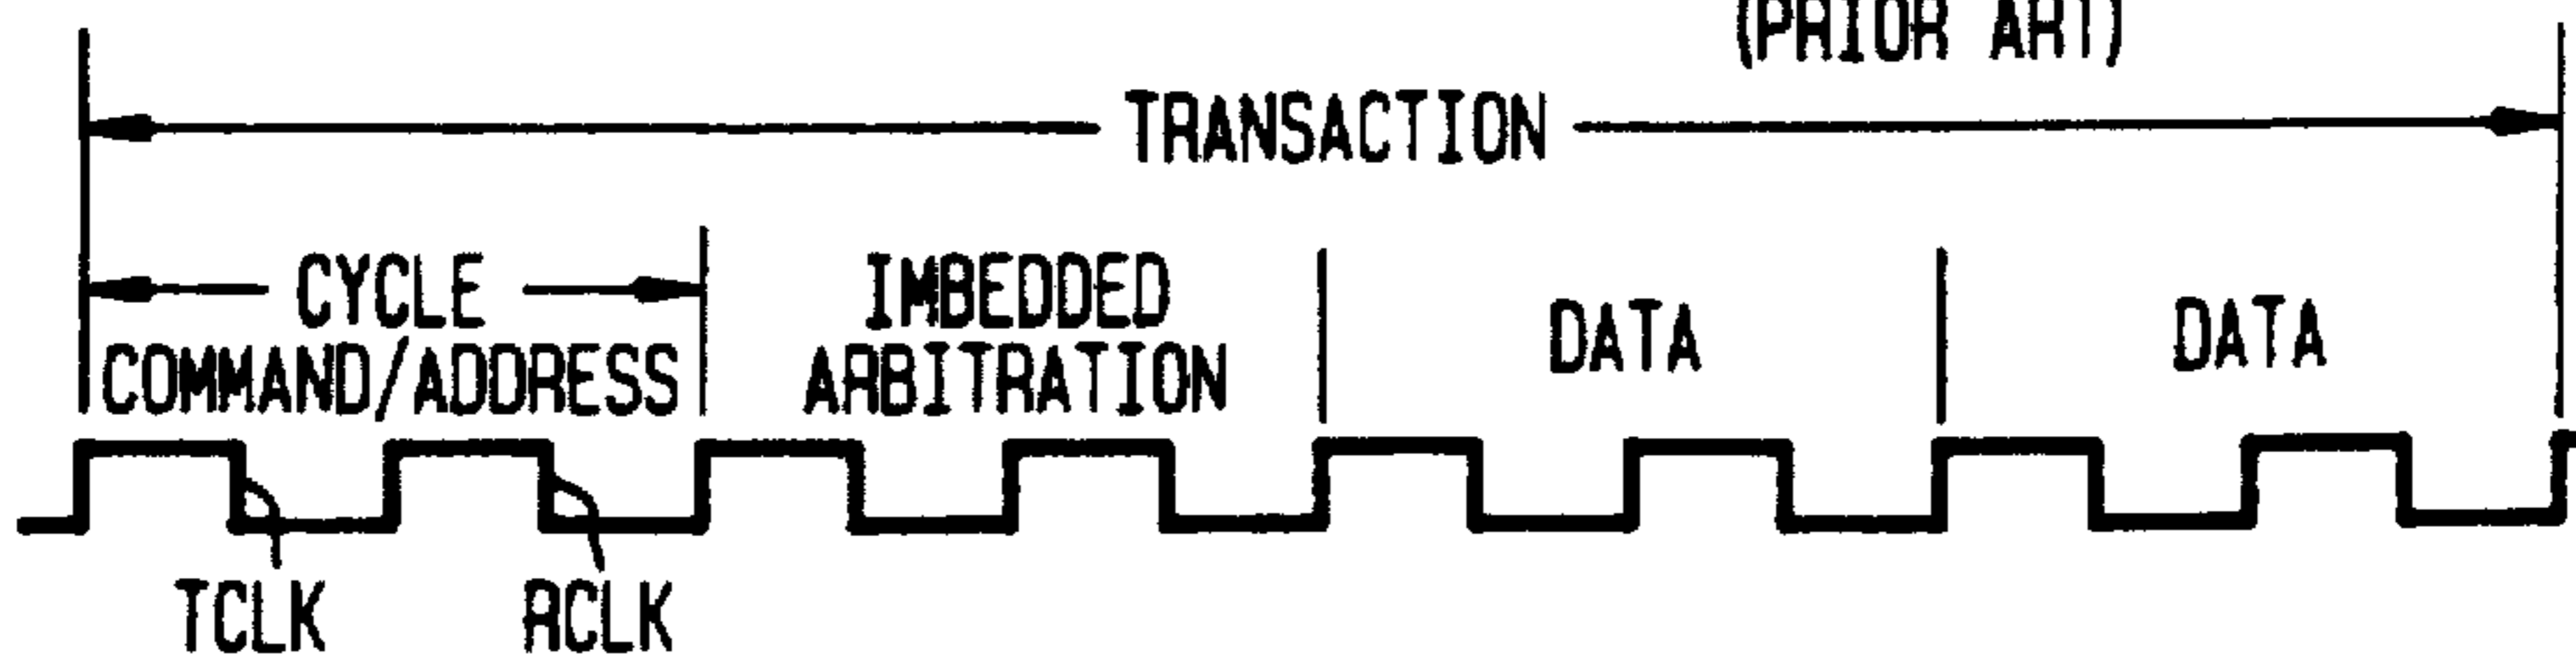 (PRIOR ART)
TRANSACTION
CYCLE
COMMAND/ADDRESS
IMBEDDED
ARBITRATION
DATA
DATA
TCLK
RCLK